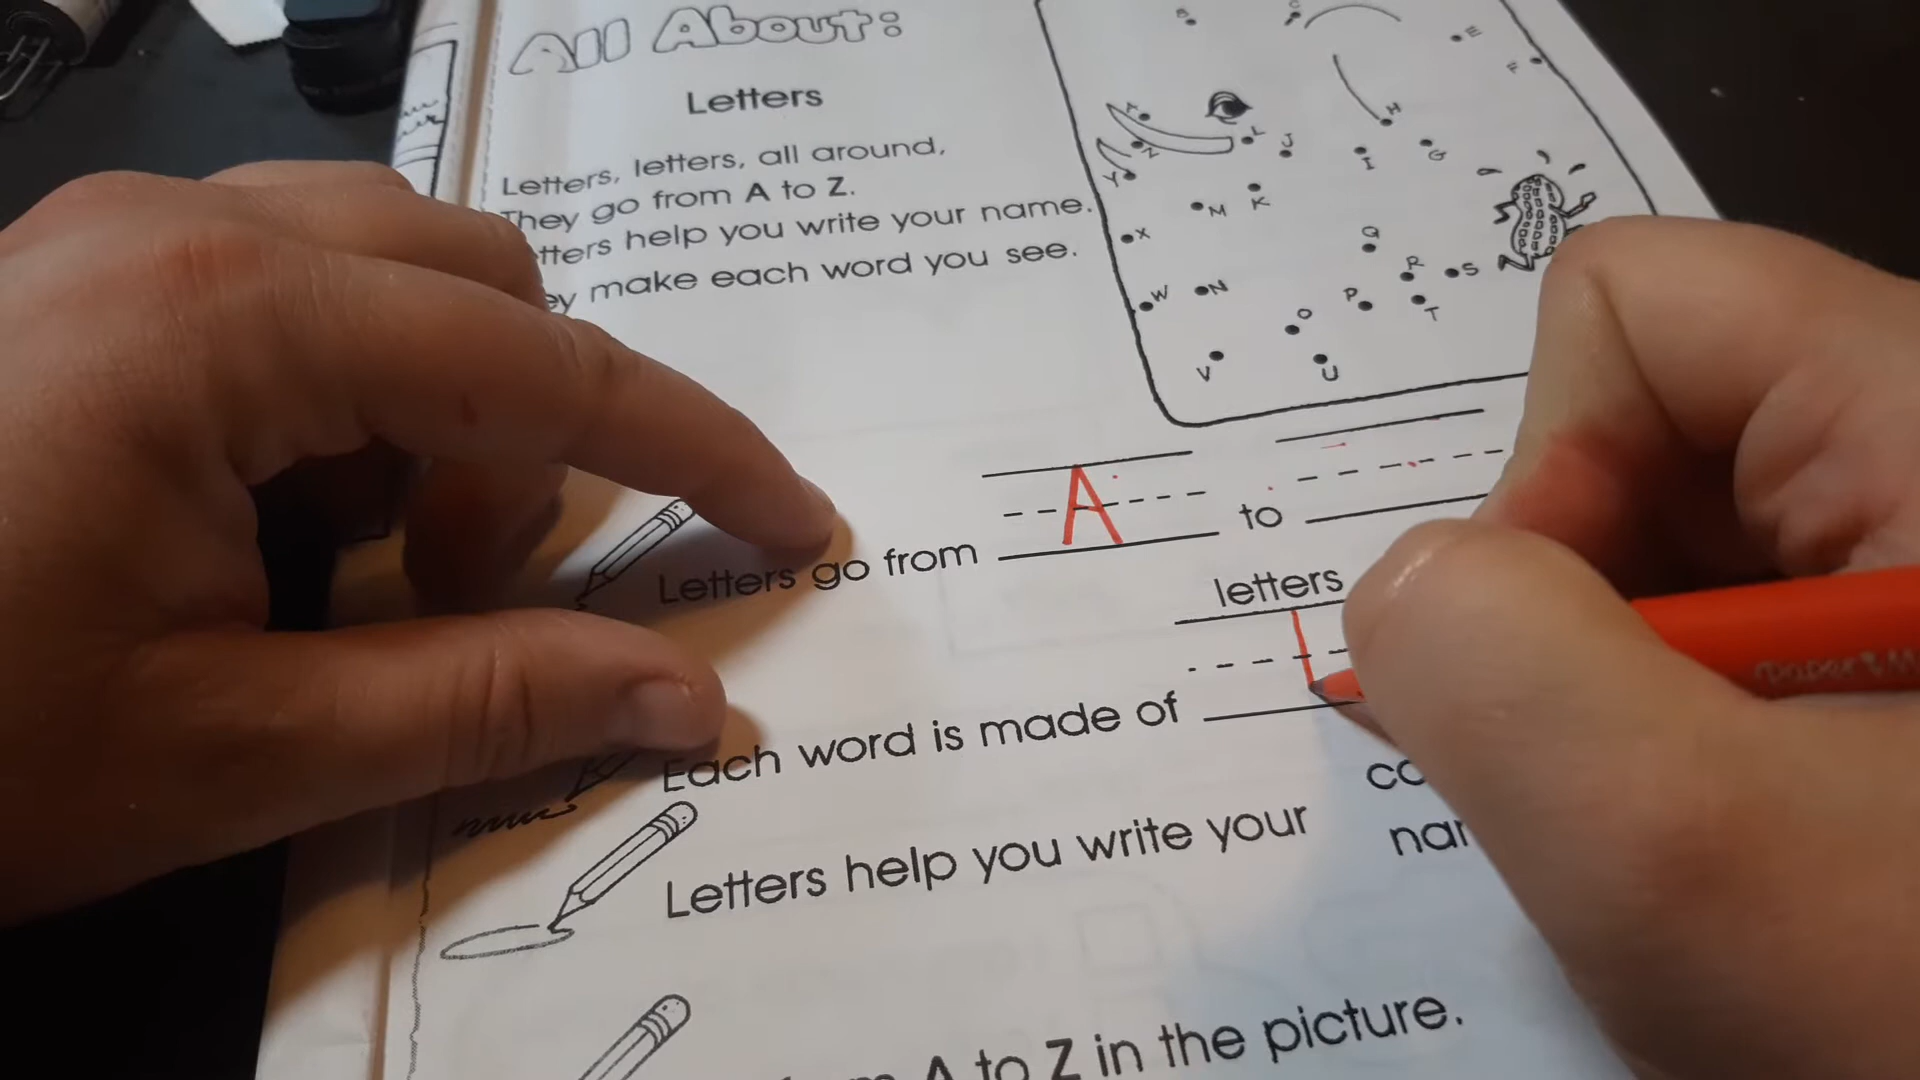 All About:
Letters
Letters, letters, all around,
They go from A to Z.
help you write your name.
make each word you see.
B
C
E
F
A
H
L
J
Z
I
G
Y
K
M
X
Q
R
S
W
N
P
O
T
V
U
Letters go from A to
letters
Each word is made of
Letters help you write your
A to Z in the picture.